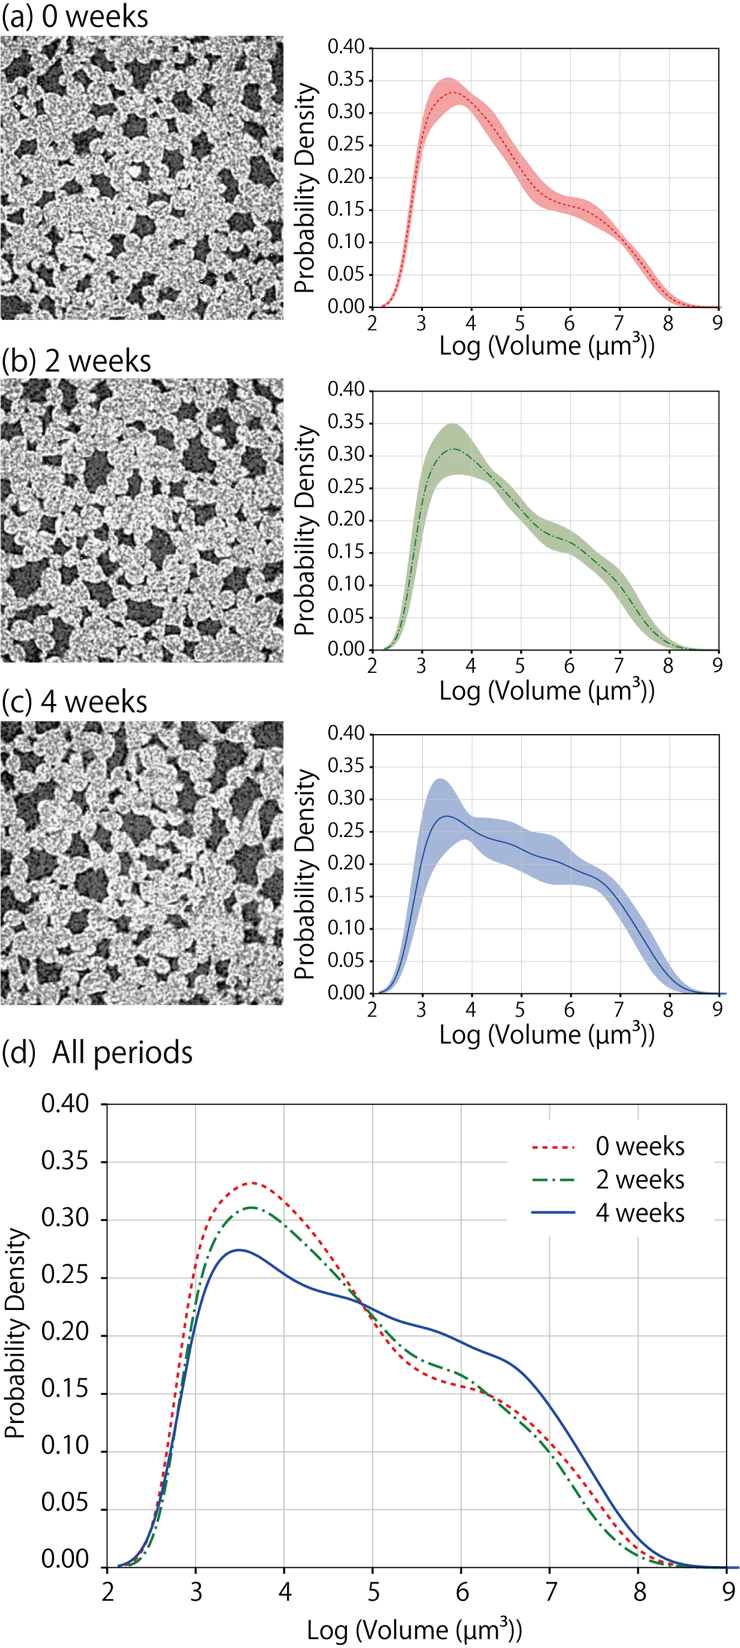 (a) 0 weeks
Probability Density
0.40
0.35
0.30
0.25
0.20
0.15
0.10
0.05
0.00
2 3 4 5 6 7 8 9
Log (Volume (µm³))
(b) 2 weeks
Probability Density
0.40
0.35
0.30
0.25
0.20
0.15
0.10
0.05
0.00
2 3 4 5 6 7 8 9
Log (Volume (µm³))
(c) 4 weeks
Probability Density
0.40
0.35
0.30
0.25
0.20
0.15
0.10
0.05
0.00
2 3 4 5 6 7 8 9
Log (Volume (µm³))
(d) All periods
Probability Density
0.40
0.35
0.30
0.25
0.20
0.15
0.10
0.05
0.00
0 weeks
2 weeks
4 weeks
2 3 4 5 6 7 8 9
Log (Volume (µm³))